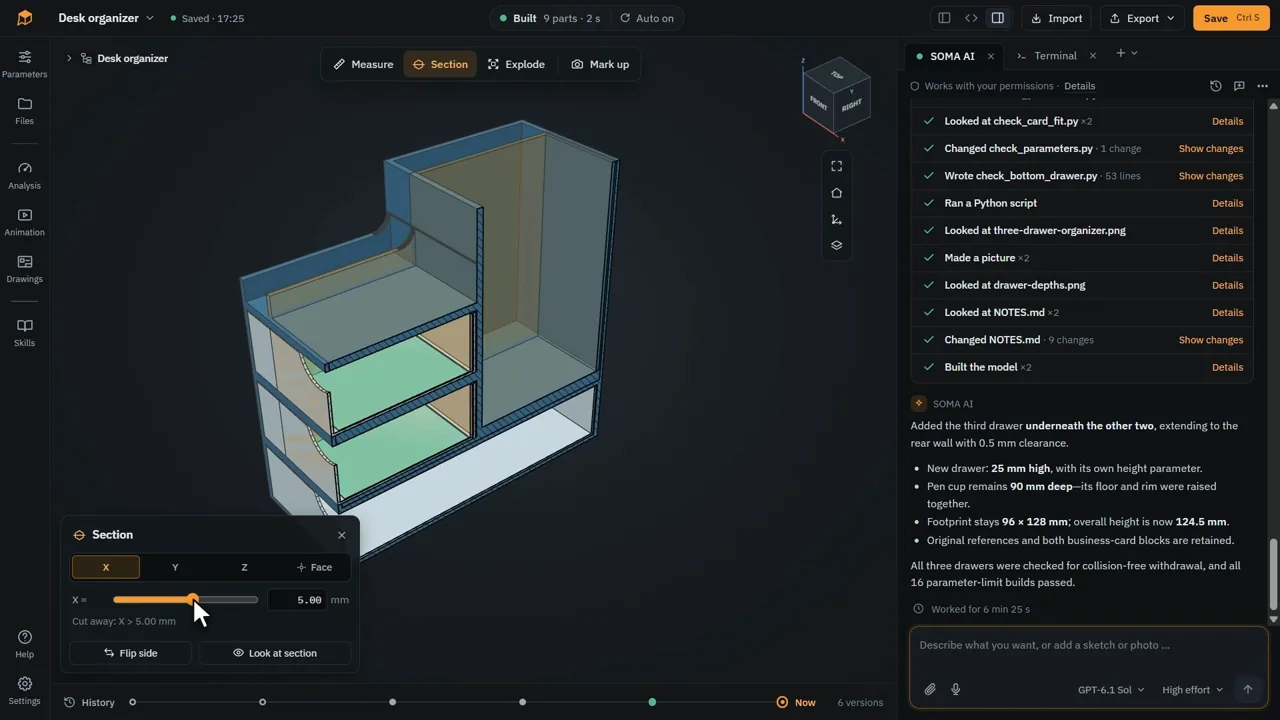 Desk organizer
Saved · 17:25
Built 9 parts · 2 s
Auto on
Import
Export
Save Ctrl S
Parameters
Files
Analysis
Animation
Drawings
Skills
Help
Settings
Desk organizer
Measure
Section
Explode
Mark up
z
TOP
Y
FRONT
RIGHT
X
Section
X
Y
Z
Face
X =
5.00 mm
Cut away: X > 5.00 mm
Flip side
Look at section
History
Now
6 versions
SOMA AI
Terminal
Works with your permissions · Details
Looked at check_card_fit.py ×2 Details
Changed check_parameters.py · 1 change Show changes
Wrote check_bottom_drawer.py · 53 lines Show changes
Ran a Python script Details
Looked at three-drawer-organizer.png Details
Made a picture ×2 Details
Looked at drawer-depths.png Details
Looked at NOTES.md ×2 Details
Changed NOTES.md · 9 changes Show changes
Built the model ×2 Details
SOMA AI
Added the third drawer underneath the other two, extending to the
rear wall with 0.5 mm clearance.
• New drawer: 25 mm high, with its own height parameter.
• Pen cup remains 90 mm deep—its floor and rim were raised
together.
• Footprint stays 96 × 128 mm; overall height is now 124.5 mm.
• Original references and both business-card blocks are retained.
All three drawers were checked for collision-free withdrawal, and all
16 parameter-limit builds passed.
Worked for 6 min 25 s
Describe what you want, or add a sketch or photo ...
GPT-6.1 Sol
High effort